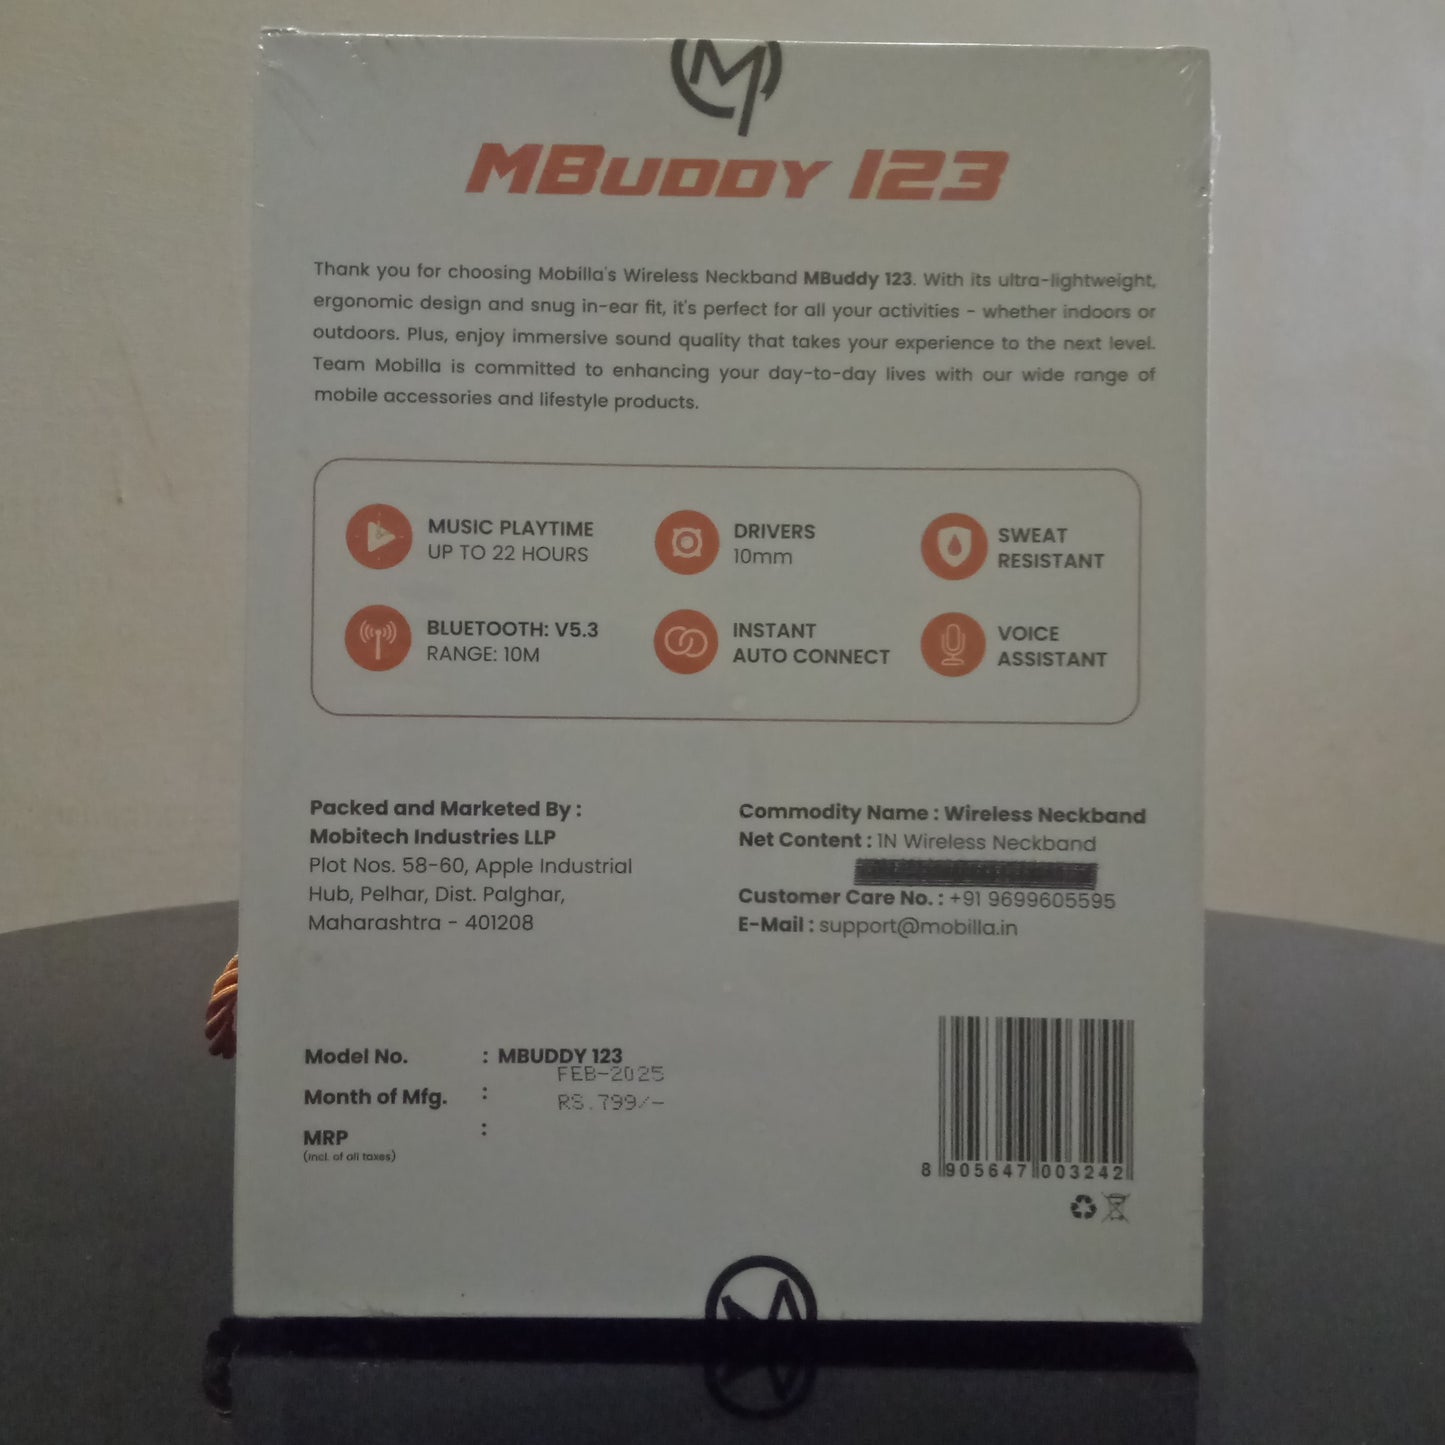 MBUDDY 123
Thank you for choosing Mobilla's Wireless Neckband MBuddy 123. With its ultra-lightweight,
ergonomic design and snug in-ear fit, it's perfect for all your activities - whether indoors or
outdoors. Plus, enjoy immersive sound quality that takes your experience to the next level.
Team Mobilla is committed to enhancing your day-to-day lives with our wide range of
mobile accessories and lifestyle products.
MUSIC PLAYTIME
UP TO 22 HOURS
DRIVERS
10mm
SWEAT
RESISTANT
BLUETOOTH: V5.3
RANGE: 10M
INSTANT
AUTO CONNECT
VOICE
ASSISTANT
Packed and Marketed By :
Mobitech Industries LLP
Plot Nos. 58-60, Apple Industrial
Hub, Pelhar, Dist. Palghar,
Maharashtra - 401208
Commodity Name : Wireless Neckband
Net Content : 1N Wireless Neckband
Customer Care No. : +91 9699605595
E-Mail : support@mobilla.in
Model No. : MBUDDY 123
FEB-2025
Month of Mfg. :
RS.799/-
MRP :
(incl. of all taxes)
8 905647 003242